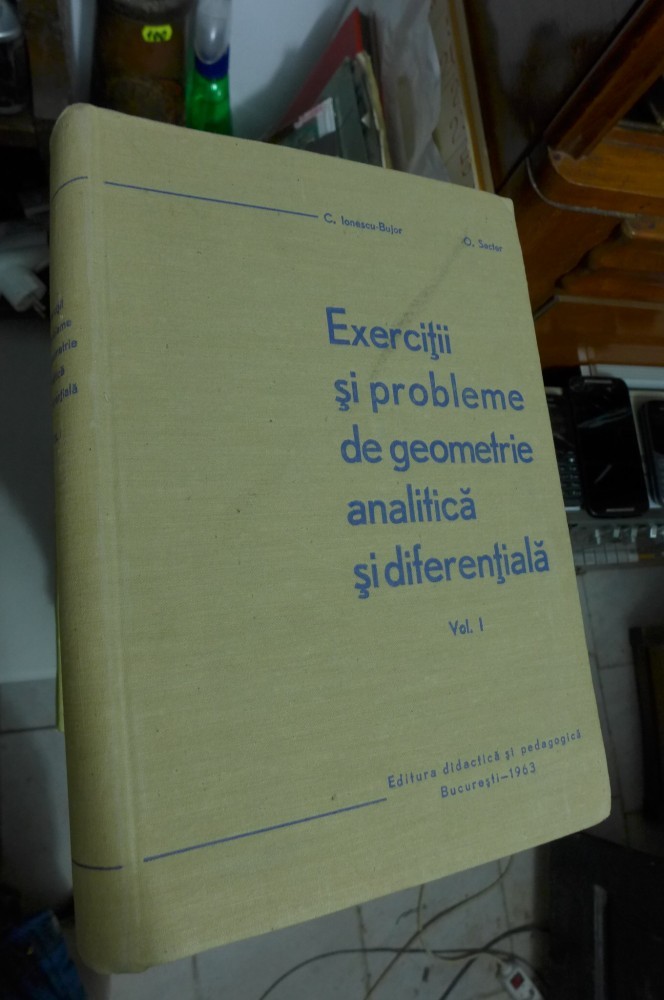 C. Ionescu-Bujor
O. Sacter
Exerciţii
şi probleme
de geometrie
analitică
şi diferenţială
Vol. I
Editura didactică şi pedagogică
Bucureşti—1963